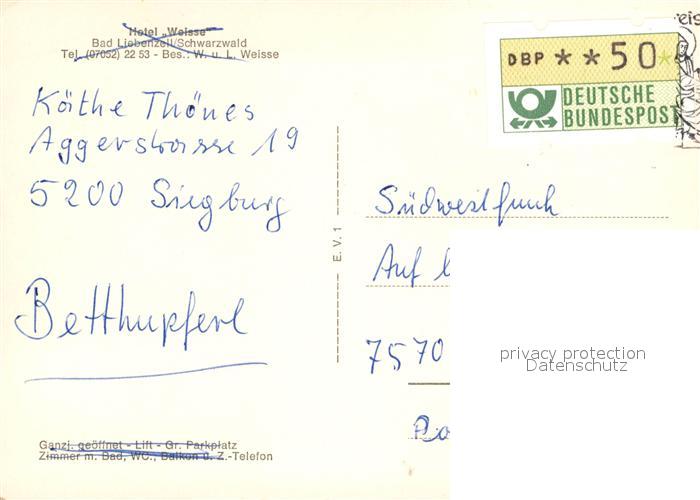 Hotel „Weisse"
Bad Liebenzell/Schwarzwald
Tel. (07052) 22 53 - Bes.: W. u. L. Weisse
DBP * * 50 *
DEUTSCHE
BUNDESPOST
Käthe Thönes
Aggerstrasse 19
5200 Siegburg
Betthupferl
E. V. 1
Südwestfunk
Auf
7570
privacy protection
Datenschutz
Ganzj. geöffnet - Lift - Gr. Parkplatz
Zimmer m. Bad, WC., Balkon u. Z.-Telefon